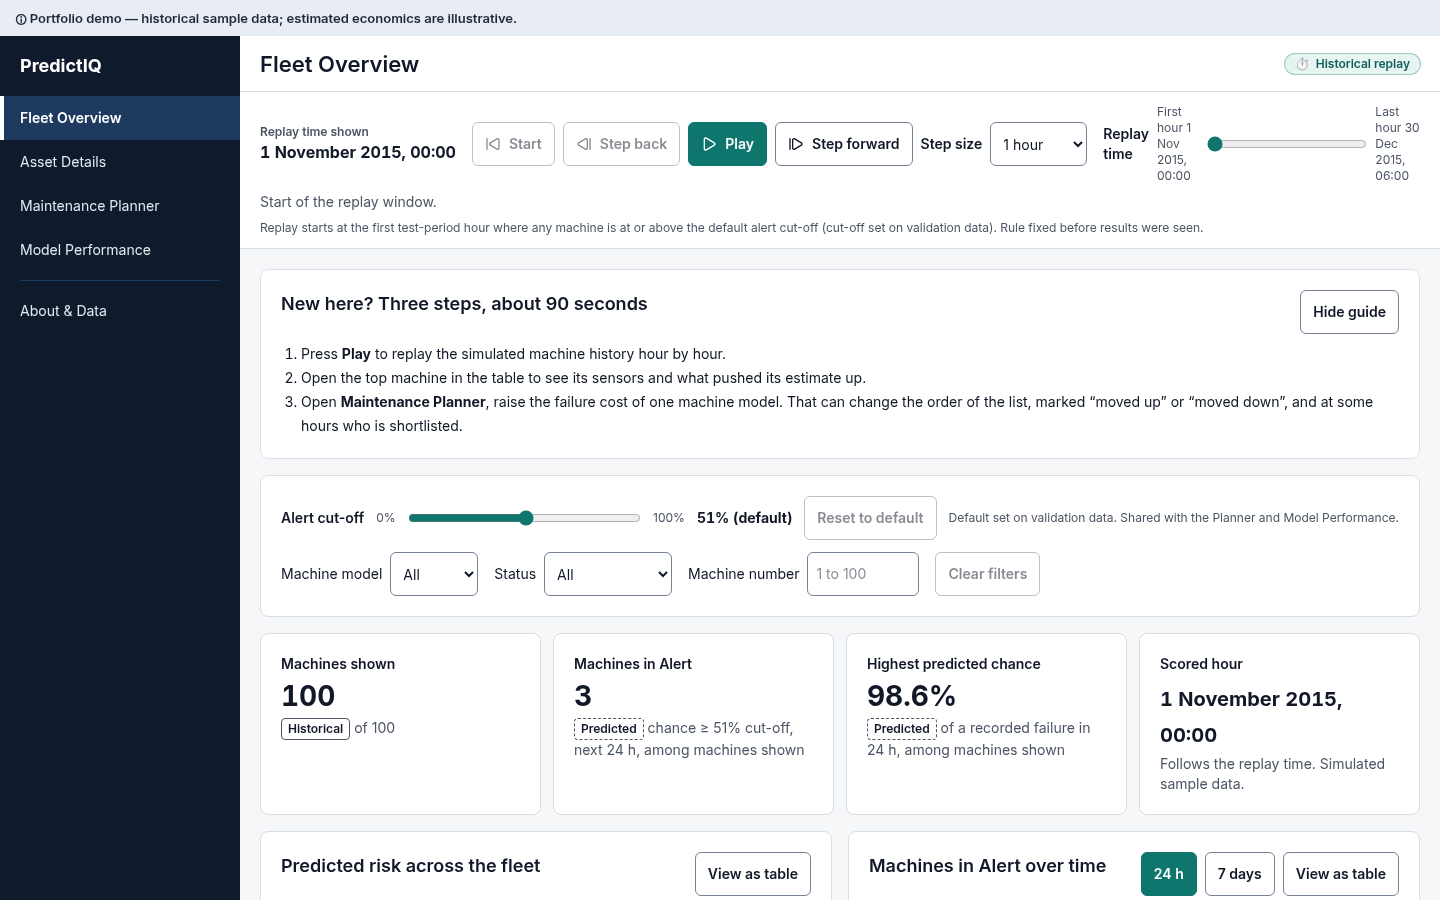 Portfolio demo — historical sample data; estimated economics are illustrative.
PredictIQ
Fleet Overview
Asset Details
Maintenance Planner
Model Performance
About & Data
Fleet Overview
Historical replay
Replay time shown
1 November 2015, 00:00
Start
Step back
Play
Step forward
Step size
1 hour
Replay
time
First
hour 1
Nov
2015,
00:00
Last
hour 30
Dec
2015,
06:00
Start of the replay window.
Replay starts at the first test-period hour where any machine is at or above the default alert cut-off (cut-off set on validation data). Rule fixed before results were seen.
New here? Three steps, about 90 seconds
Hide guide
1. Press Play to replay the simulated machine history hour by hour.
2. Open the top machine in the table to see its sensors and what pushed its estimate up.
3. Open Maintenance Planner, raise the failure cost of one machine model. That can change the order of the list, marked “moved up” or “moved down”, and at some
hours who is shortlisted.
Alert cut-off
0%
100%
51% (default)
Reset to default
Default set on validation data. Shared with the Planner and Model Performance.
Machine model
All
Status
All
Machine number
1 to 100
Clear filters
Machines shown
100
Historical of 100
Machines in Alert
3
Predicted chance ≥ 51% cut-off,
next 24 h, among machines shown
Highest predicted chance
98.6%
Predicted of a recorded failure in
24 h, among machines shown
Scored hour
1 November 2015,
00:00
Follows the replay time. Simulated
sample data.
Predicted risk across the fleet
View as table
Machines in Alert over time
24 h
7 days
View as table